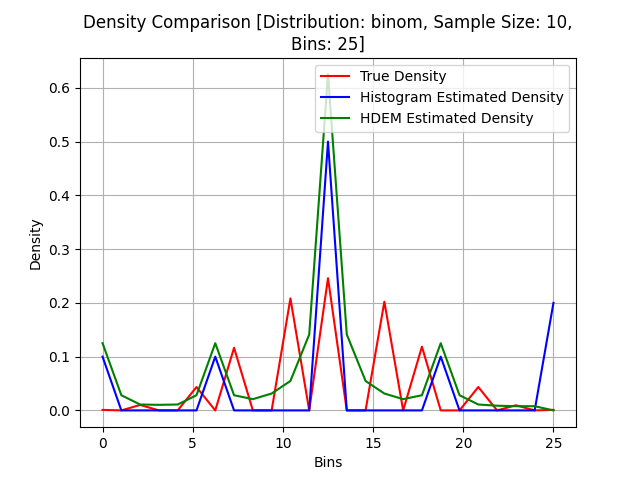 Density Comparison [Distribution: binom, Sample Size: 10,
Bins: 25]
True Density
Histogram Estimated Density
HDEM Estimated Density
Density
0.6
0.5
0.4
0.3
0.2
0.1
0.0
0 5 10 15 20 25
Bins